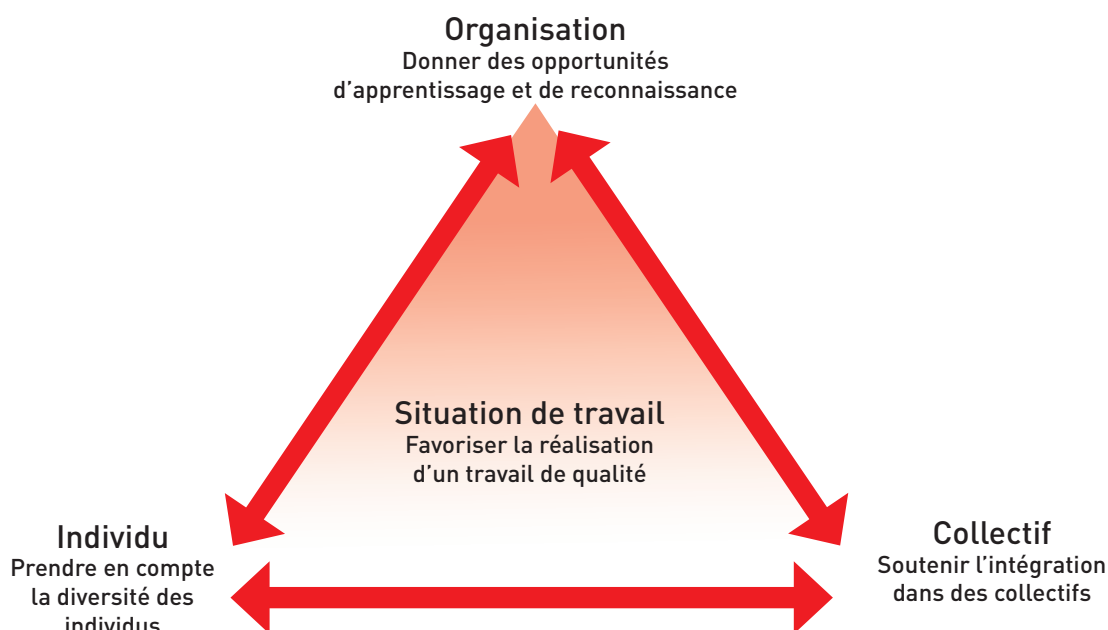 Organisation
Donner des opportunités
d'apprentissage et de reconnaissance
Situation de travail
Favoriser la réalisation
d'un travail de qualité
Individu
Prendre en compte
la diversité des
individus
Collectif
Soutenir l'intégration
dans des collectifs